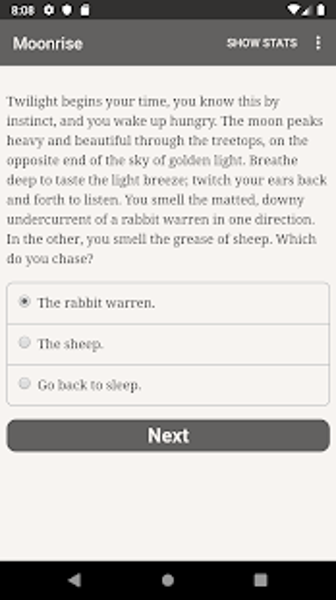 8:08
Moonrise
SHOW STATS
Twilight begins your time, you know this by
instinct, and you wake up hungry. The moon peaks
heavy and beautiful through the treetops, on the
opposite end of the sky of golden light. Breathe
deep to taste the light breeze; twitch your ears back
and forth to listen. You smell the matted, downy
undercurrent of a rabbit warren in one direction.
In the other, you smell the grease of sheep. Which
do you chase?
The rabbit warren.
The sheep.
Go back to sleep.
Next